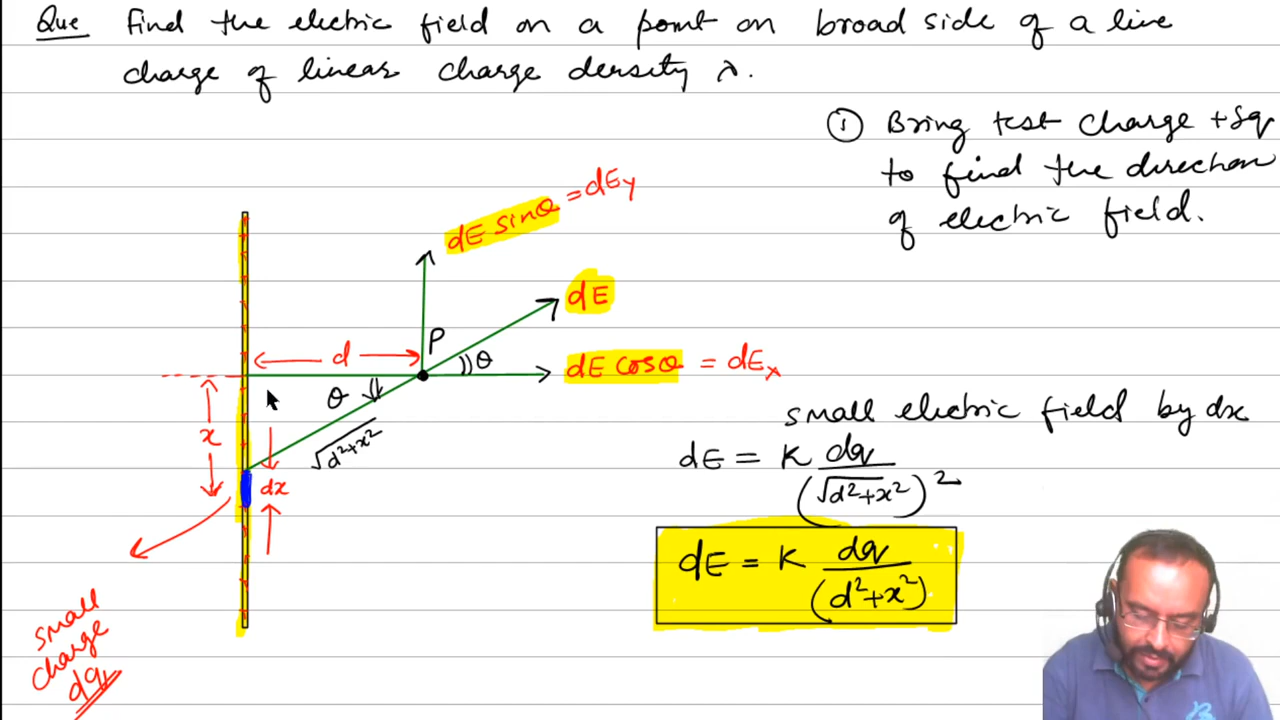 Que Find the electric field on a point on broad side of a line
charge of linear charge density λ.
① Bring test charge +δq
to find the direction
of electric field.
dE sinθ = dEy
dE
P
d
θ
dE cosθ = dEx
θ
x
√d²+x²
dx
small electric field by dx
dE = K dq/(√d²+x²)²
dE = K dq/(d²+x²)
small
charge
dq